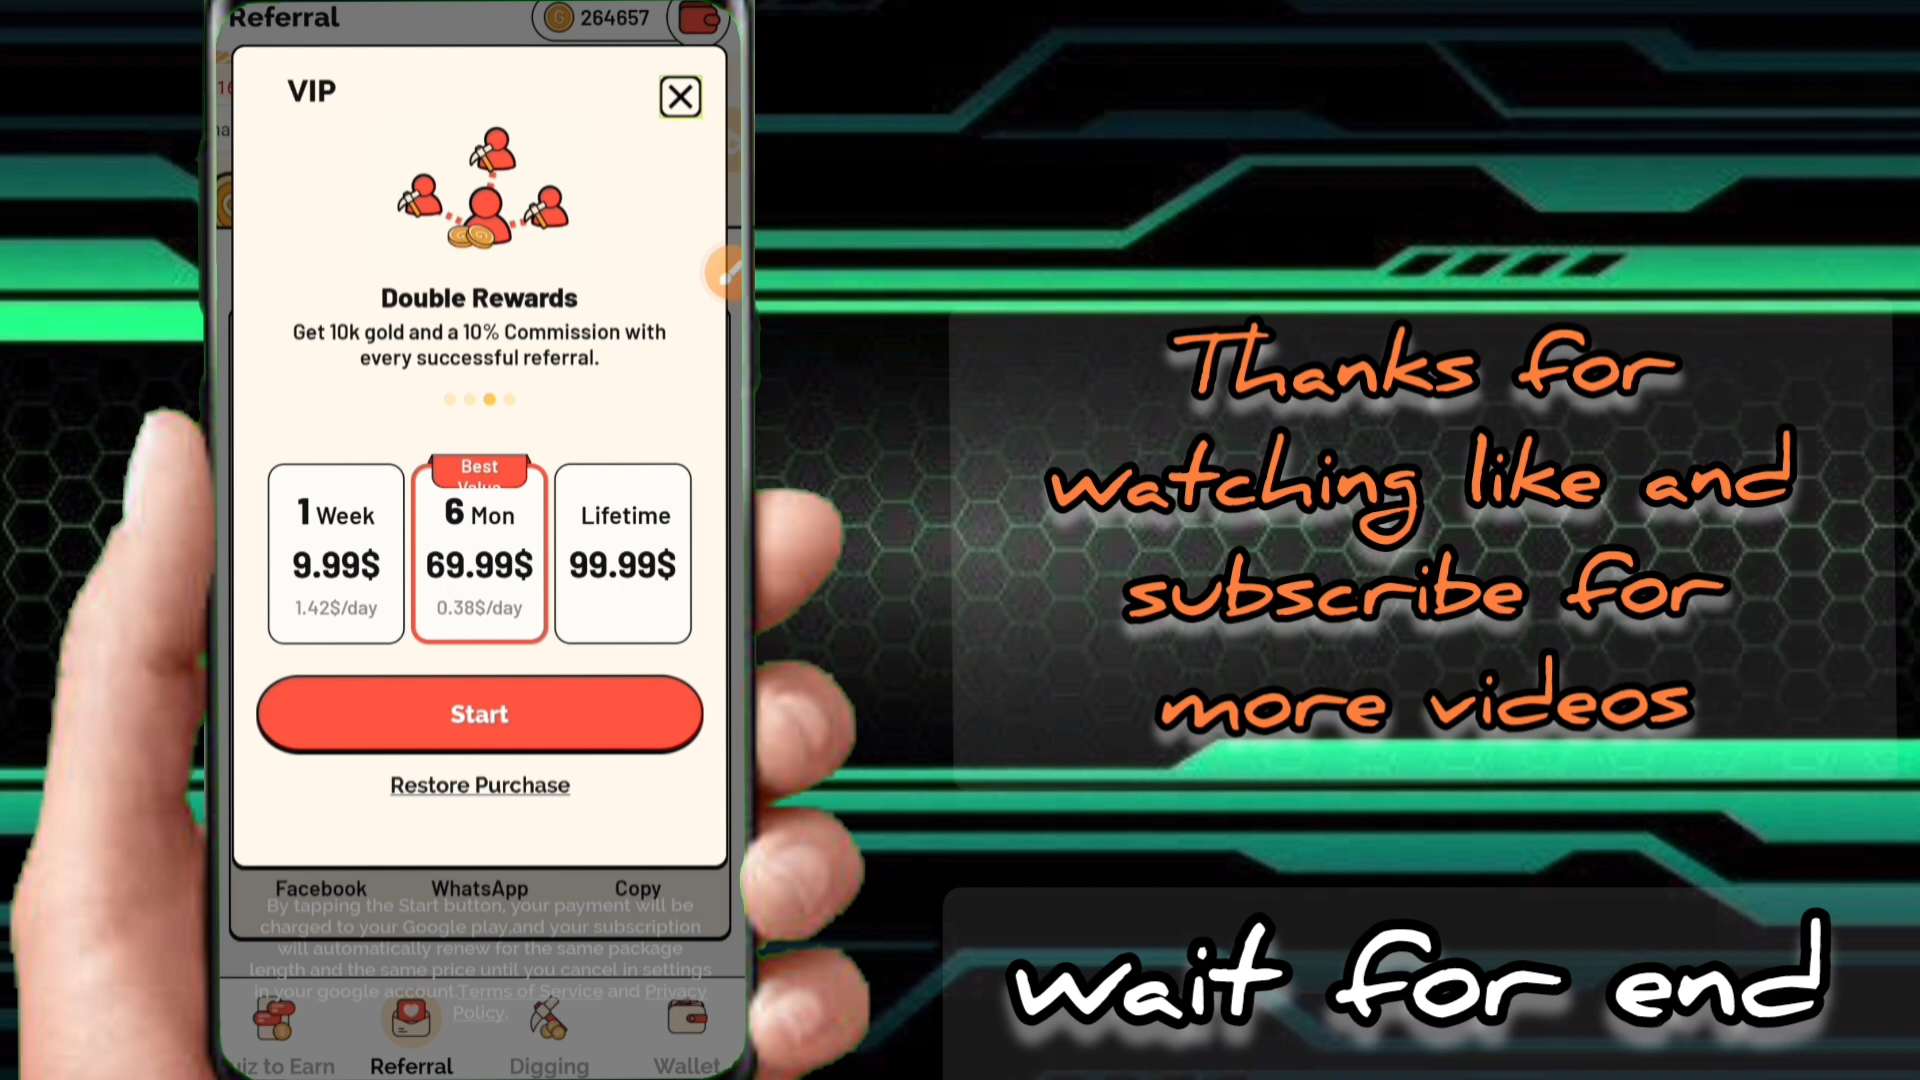 Referral
264657
VIP
Double Rewards
Get 10k gold and a 10% Commission with
every successful referral.
Best
Value
1 Week
9.99$
1.42$/day
6 Mon
69.99$
0.38$/day
Lifetime
99.99$
Start
Restore Purchase
Facebook WhatsApp Copy
By tapping the Start button, your payment will be
charged to your Google play,and your subscription
will automatically renew for the same package
length and the same price until you cancel in settings
in your google account.Terms of Service and Privacy
Policy.
uiz to Earn Referral Digging Wallet
Thanks for
watching like and
subscribe for
more videos
wait for end